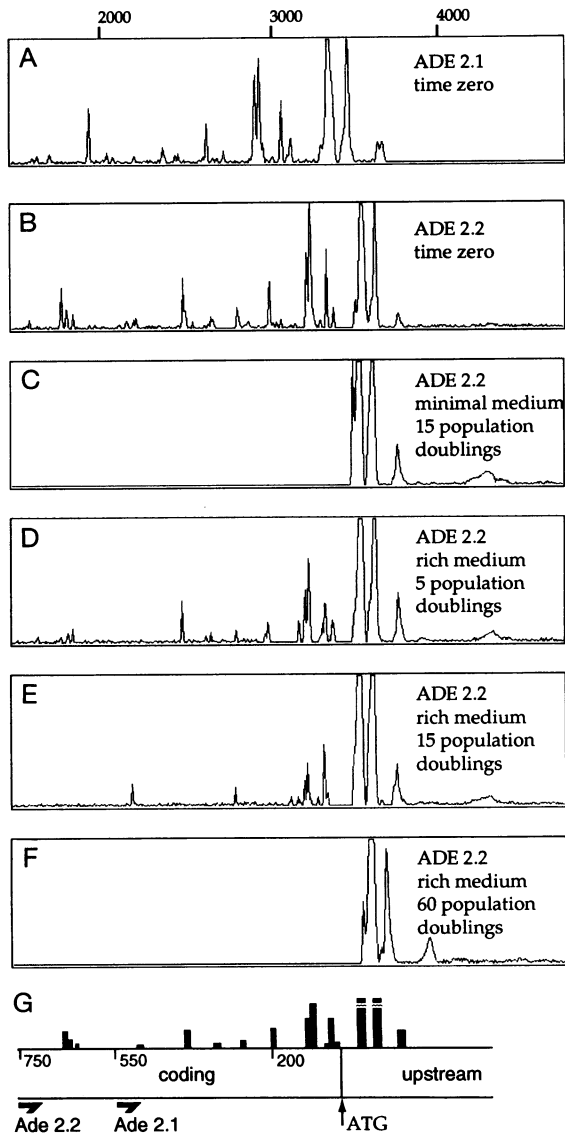 2000 3000 4000
A
ADE 2.1
time zero
B
ADE 2.2
time zero
C
ADE 2.2
minimal medium
15 population
doublings
D
ADE 2.2
rich medium
5 population
doublings
E
ADE 2.2
rich medium
15 population
doublings
F
ADE 2.2
rich medium
60 population
doublings
G
750 550 200
coding upstream
Ade 2.2 Ade 2.1 ATG